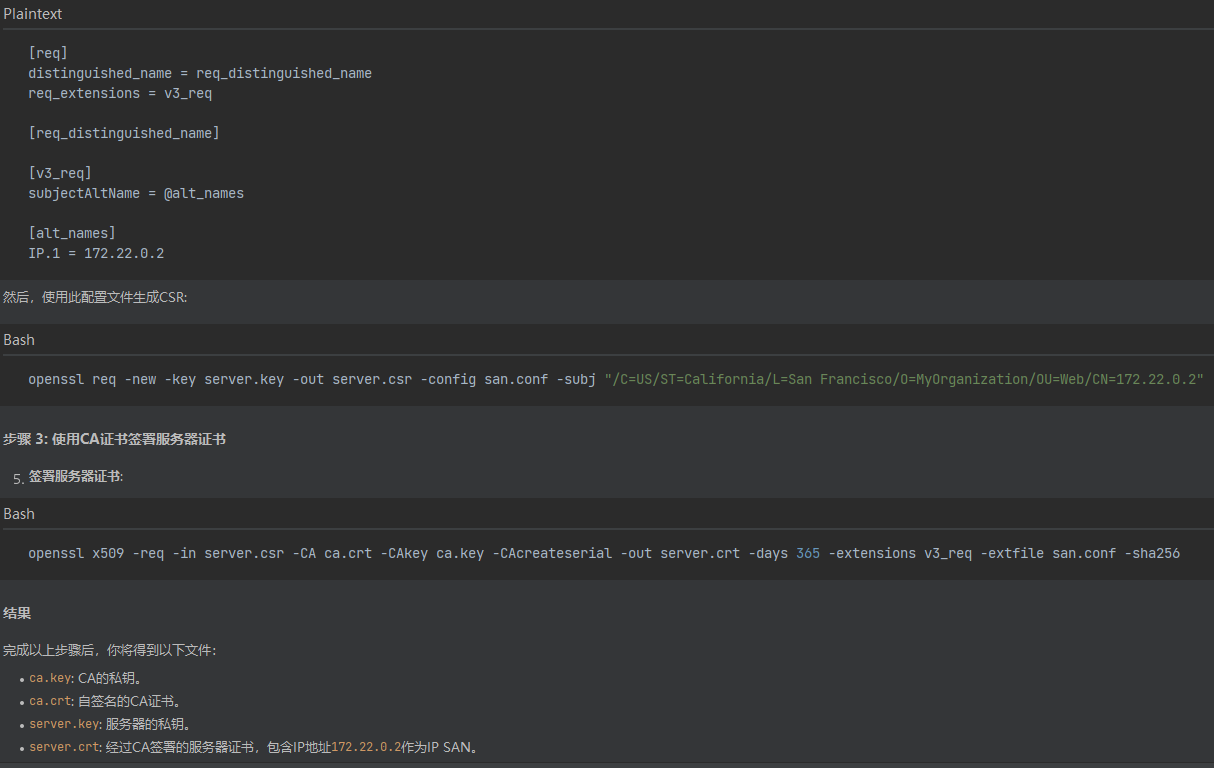 Plaintext
[req]
distinguished_name = req_distinguished_name
req_extensions = v3_req
[req_distinguished_name]
[v3_req]
subjectAltName = @alt_names
[alt_names]
IP.1 = 172.22.0.2
然后，使用此配置文件生成CSR:
Bash
openssl req -new -key server.key -out server.csr -config san.conf -subj "/C=US/ST=California/L=San Francisco/O=MyOrganization/OU=Web/CN=172.22.0.2"
步骤 3: 使用CA证书签署服务器证书
5. 签署服务器证书:
Bash
openssl x509 -req -in server.csr -CA ca.crt -CAkey ca.key -CAcreateserial -out server.crt -days 365 -extensions v3_req -extfile san.conf -sha256
结果
完成以上步骤后，你将得到以下文件:
• ca.key: CA的私钥。
• ca.crt: 自签名的CA证书。
• server.key: 服务器的私钥。
• server.crt: 经过CA签署的服务器证书，包含IP地址172.22.0.2作为IP SAN。